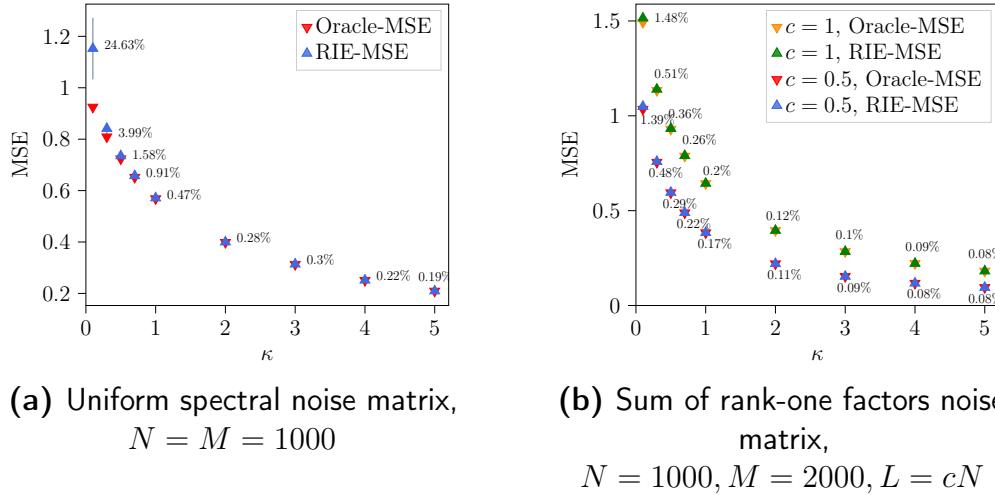 1.2
1
0.8
0.6
0.4
0.2
MSE
24.63%
3.99%
1.58%
0.91%
0.47%
0.28%
0.3%
0.22%
0.19%
Oracle-MSE
RIE-MSE
0 1 2 3 4 5
κ
(a) Uniform spectral noise matrix,
N = M = 1000
1.5
1
0.5
0
MSE
1.48%
0.51%
0.36%
0.26%
0.2%
0.12%
0.1%
0.09%
0.08%
1.39%
0.48%
0.29%
0.22%
0.17%
0.11%
0.09%
0.08%
0.08%
c = 1, Oracle-MSE
c = 1, RIE-MSE
c = 0.5, Oracle-MSE
c = 0.5, RIE-MSE
0 1 2 3 4 5
κ
(b) Sum of rank-one factors noise
matrix,
N = 1000, M = 2000, L = cN